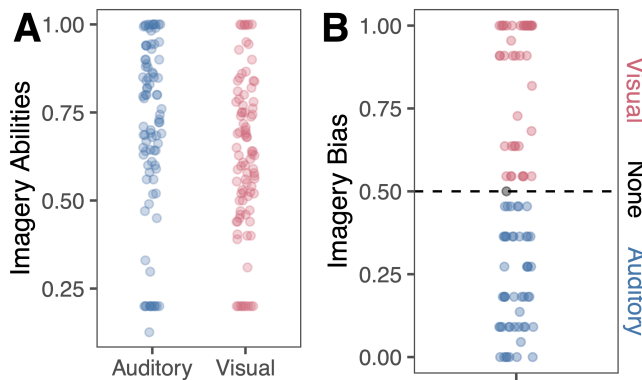 A
Imagery Abilities
1.00
0.75
0.50
0.25
Auditory
Visual
B
Imagery Bias
1.00
0.75
0.50
0.25
0.00
Visual
None
Auditory